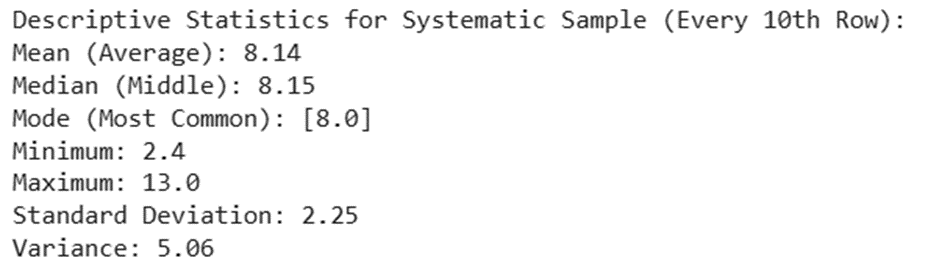 Descriptive Statistics for Systematic Sample (Every 10th Row):
Mean (Average): 8.14
Median (Middle): 8.15
Mode (Most Common): [8.0]
Minimum: 2.4
Maximum: 13.0
Standard Deviation: 2.25
Variance: 5.06